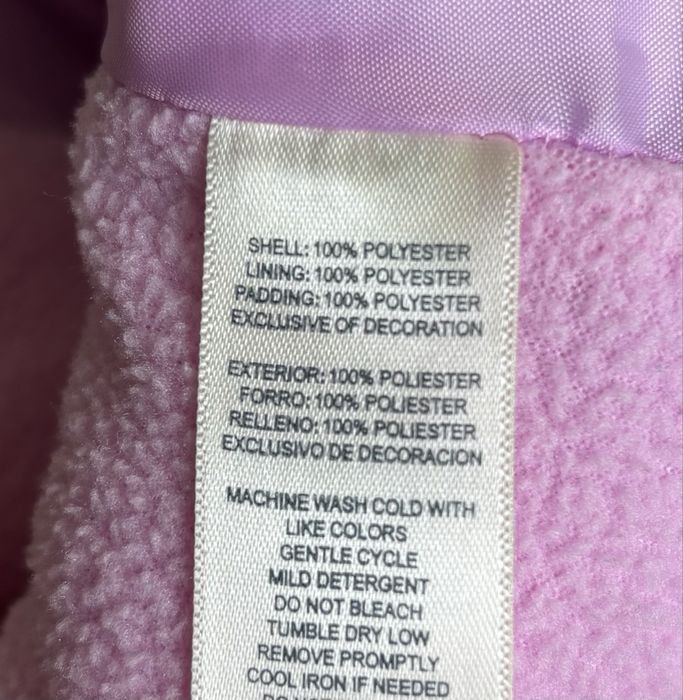 SHELL: 100% POLYESTER
LINING: 100% POLYESTER
PADDING: 100% POLYESTER
EXCLUSIVE OF DECORATION
EXTERIOR: 100% POLIESTER
FORRO: 100% POLIESTER
RELLENO: 100% POLIESTER
EXCLUSIVO DE DECORACION
MACHINE WASH COLD WITH
LIKE COLORS
GENTLE CYCLE
MILD DETERGENT
DO NOT BLEACH
TUMBLE DRY LOW
REMOVE PROMPTLY
COOL IRON IF NEEDED